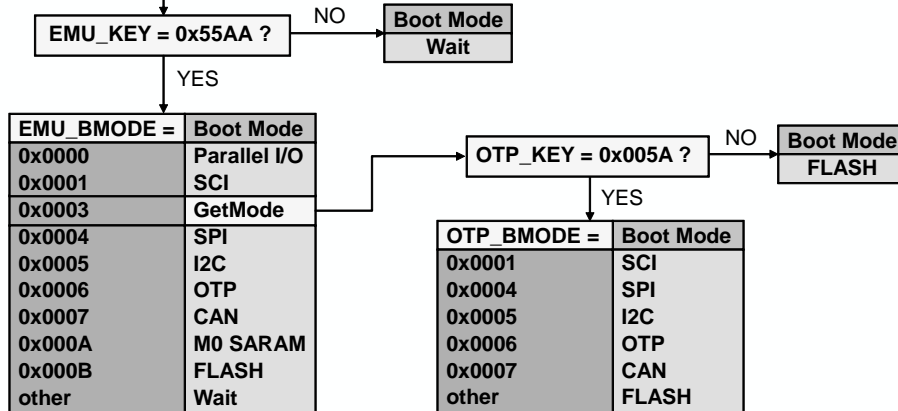 NO
Boot Mode
Wait
EMU_KEY = 0x55AA ?
YES
EMU_BMODE = Boot Mode
0x0000 Parallel I/O
0x0001 SCI
0x0003 GetMode
0x0004 SPI
0x0005 I2C
0x0006 OTP
0x0007 CAN
0x000A M0 SARAM
0x000B FLASH
other Wait
OTP_KEY = 0x005A ?
NO
Boot Mode
FLASH
YES
OTP_BMODE = Boot Mode
0x0001 SCI
0x0004 SPI
0x0005 I2C
0x0006 OTP
0x0007 CAN
other FLASH